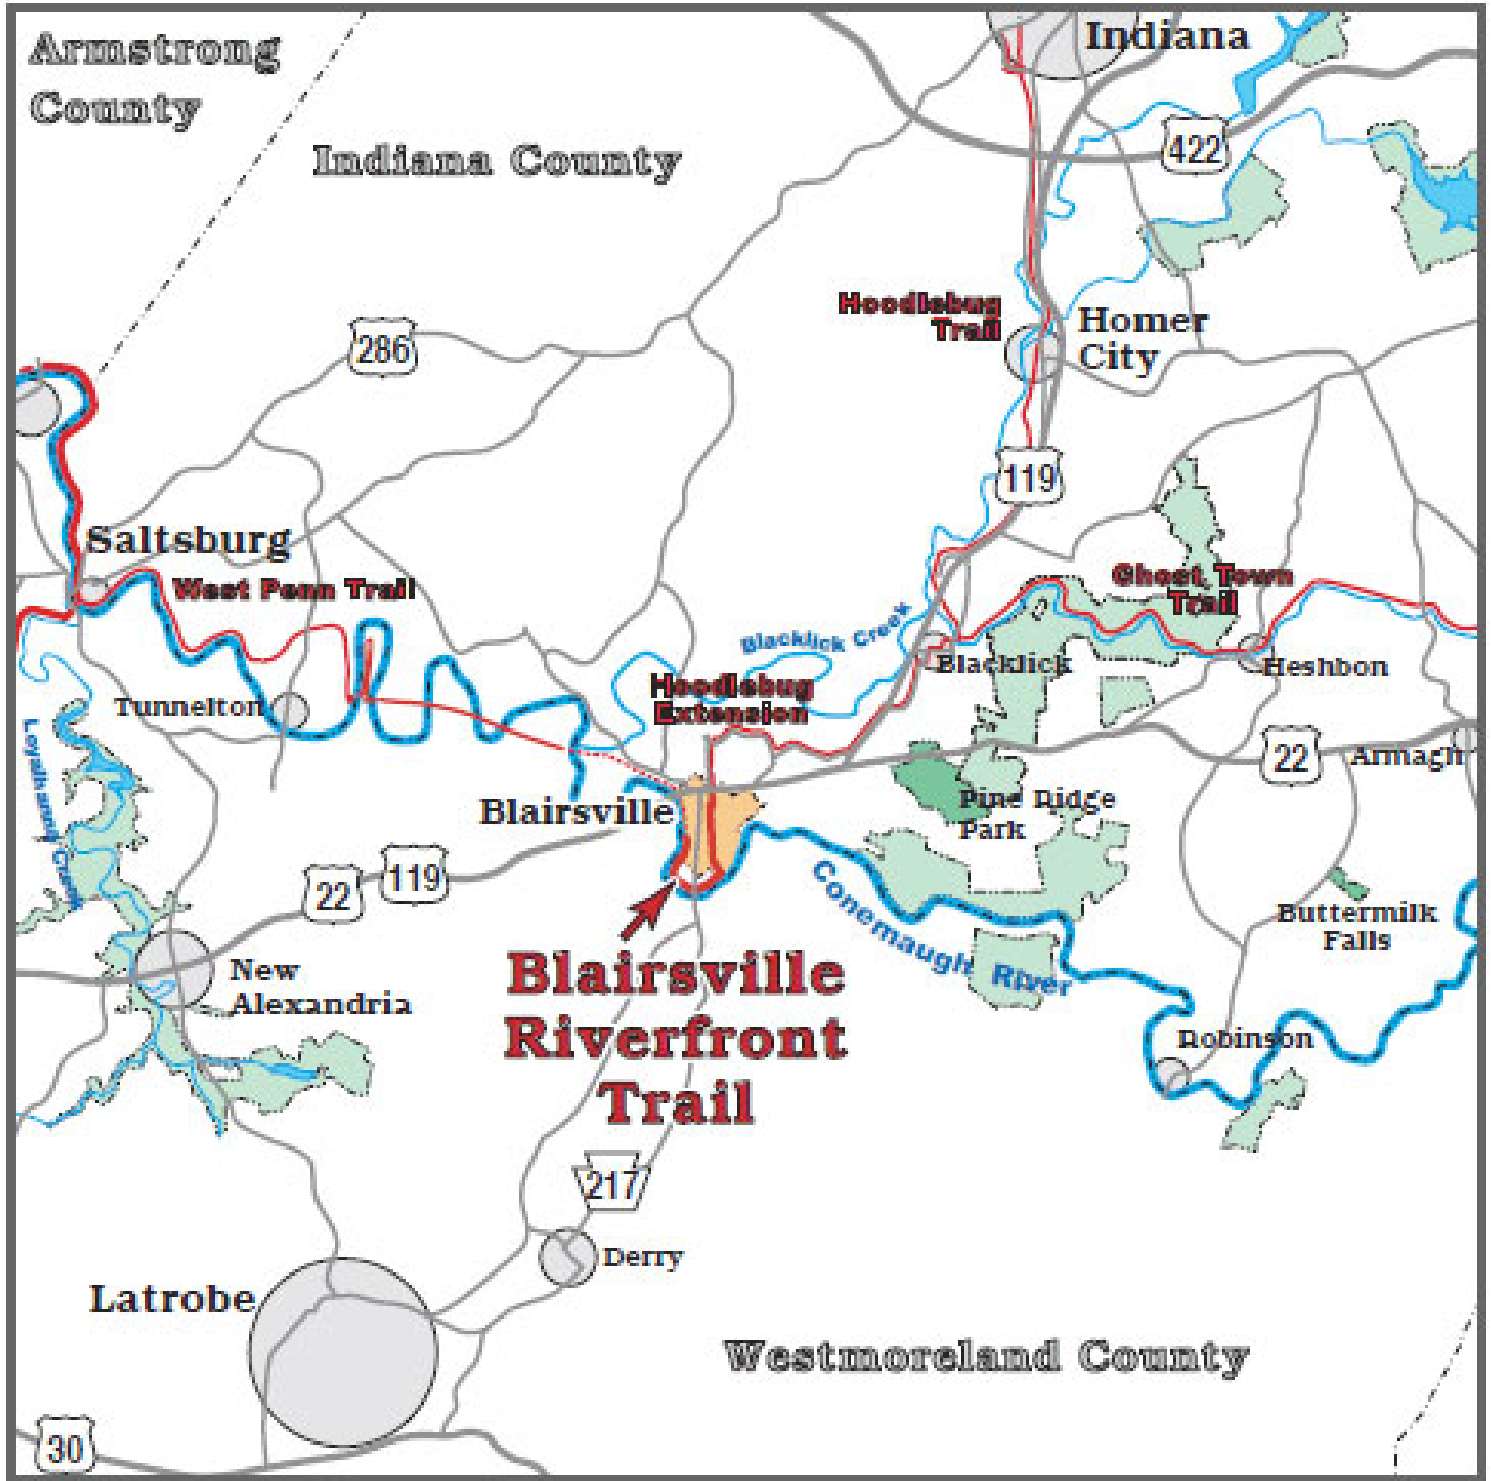 Armstrong
County
Indiana
422
Indiana County
Hoodlebug
Trail
Homer
City
286
119
Saltsburg
West Penn Trail
Ghost Town
Trail
Blacklick Creek
Blacklick
Heshbon
Hoodlebug
Extension
Tunnelton
Loyalhanna Creek
22
Armagh
Blairsville
Pine Ridge
Park
22
119
Conemaugh River
Buttermilk
Falls
New
Alexandria
Blairsville
Riverfront
Trail
Robinson
217
Derry
Latrobe
Westmoreland County
30